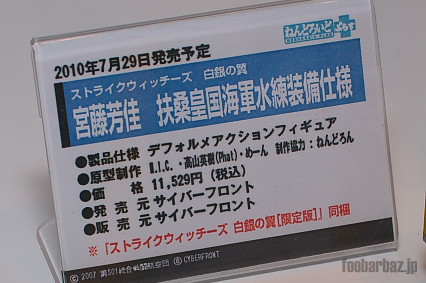 2010年7月29日発売予定
ねんどろいど
ぷらす
NENDOROID PLUS
ストライクウィッチーズ 白銀の翼
宮藤芳佳 扶桑皇国海軍水練装備仕様
●製品仕様 デフォルメアクションフィギュア
●原型制作 M.I.C.・高山英樹(Phat)・めーん 制作協力:ねんどろん
●価 格 11,529円(税込)
●発 売 元 サイバーフロント
●販 売 元 サイバーフロント
※「ストライクウィッチーズ 白銀の翼[限定版]」同梱
© 2007 第501統合戦闘航空団 © CYBERFRONT
foobarbaz.jp